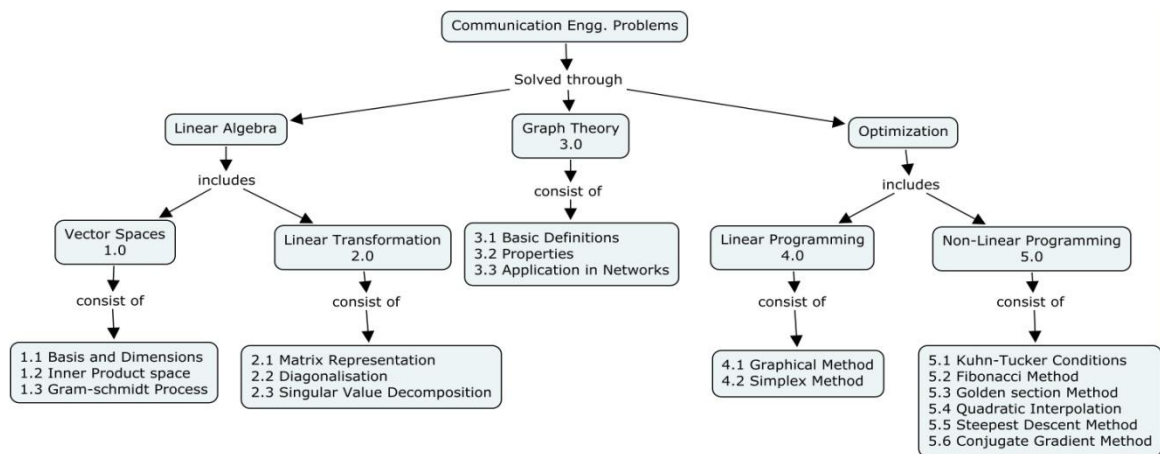 Communication Engg. Problems
Solved through
Linear Algebra
Graph Theory
3.0
Optimization
includes
consist of
includes
Vector Spaces
1.0
Linear Transformation
2.0
3.1 Basic Definitions
3.2 Properties
3.3 Application in Networks
Linear Programming
4.0
Non-Linear Programming
5.0
consist of
consist of
consist of
consist of
1.1 Basis and Dimensions
1.2 Inner Product space
1.3 Gram-schmidt Process
2.1 Matrix Representation
2.2 Diagonalisation
2.3 Singular Value Decomposition
4.1 Graphical Method
4.2 Simplex Method
5.1 Kuhn-Tucker Conditions
5.2 Fibonacci Method
5.3 Golden section Method
5.4 Quadratic Interpolation
5.5 Steepest Descent Method
5.6 Conjugate Gradient Method